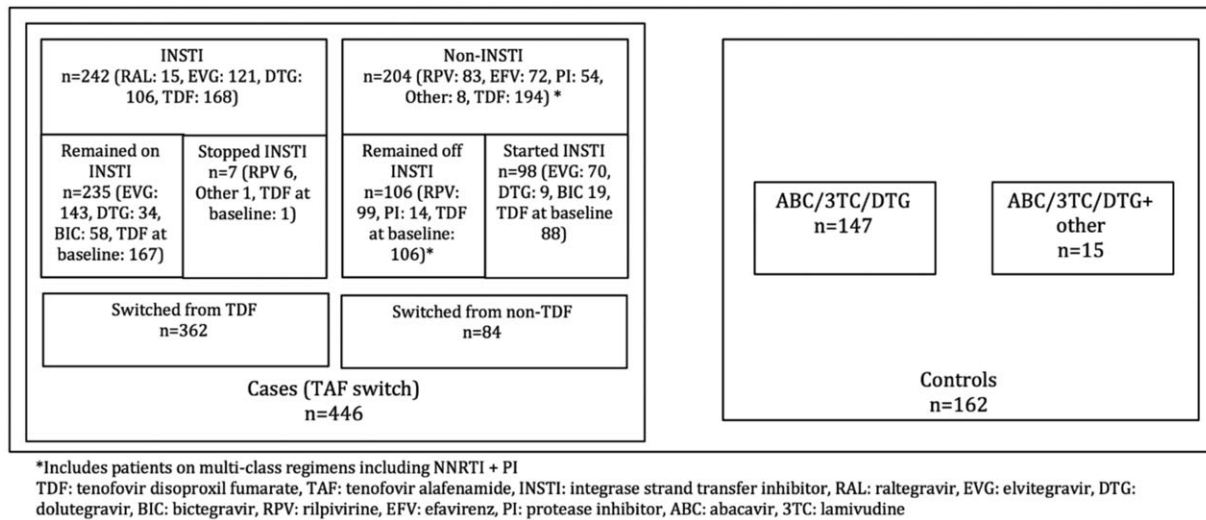 INSTI
n=242 (RAL: 15, EVG: 121, DTG:
106, TDF: 168)
Non-INSTI
n=204 (RPV: 83, EFV: 72, PI: 54,
Other: 8, TDF: 194) *
Remained on
INSTI
n=235 (EVG:
143, DTG: 34,
BIC: 58, TDF at
baseline: 167)
Stopped INSTI
n=7 (RPV 6,
Other 1, TDF at
baseline: 1)
Remained off
INSTI
n=106 (RPV:
99, PI: 14, TDF
at baseline:
106)*
Started INSTI
n=98 (EVG: 70,
DTG: 9, BIC 19,
TDF at baseline
88)
Switched from TDF
n=362
Switched from non-TDF
n=84
Cases (TAF switch)
n=446
ABC/3TC/DTG
n=147
ABC/3TC/DTG+
other
n=15
Controls
n=162
*Includes patients on multi-class regimens including NNRTI + PI
TDF: tenofovir disoproxil fumarate, TAF: tenofovir alafenamide, INSTI: integrase strand transfer inhibitor, RAL: raltegravir, EVG: elvitegravir, DTG:
dolutegravir, BIC: bictegravir, RPV: rilpivirine, EFV: efavirenz, PI: protease inhibitor, ABC: abacavir, 3TC: lamivudine